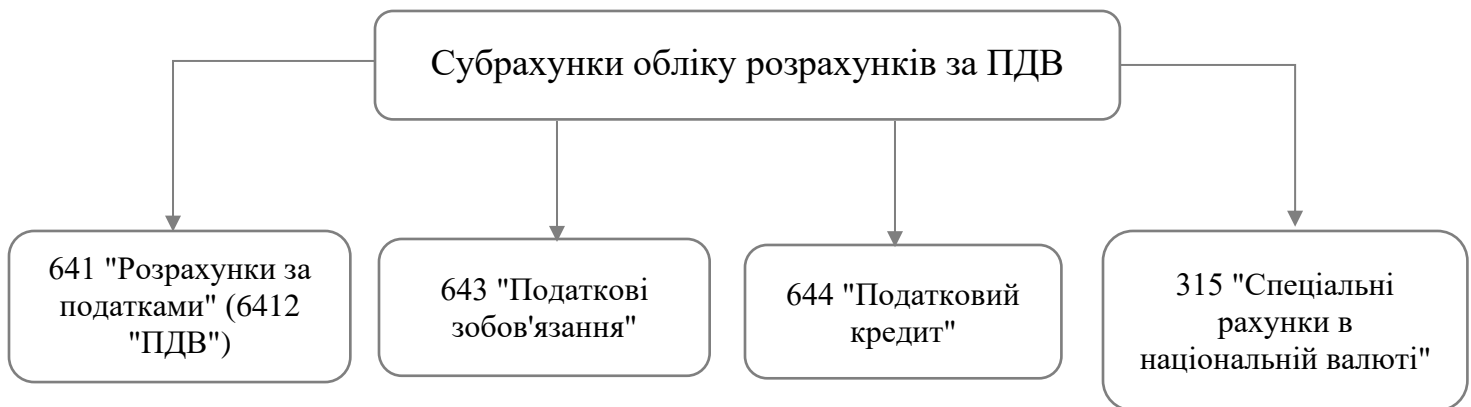 Субрахунки обліку розрахунків за ПДВ
641 "Розрахунки за
податками" (6412
"ПДВ")
643 "Податкові
зобов'язання"
644 "Податковий
кредит"
315 "Спеціальні
рахунки в
національній валюті"